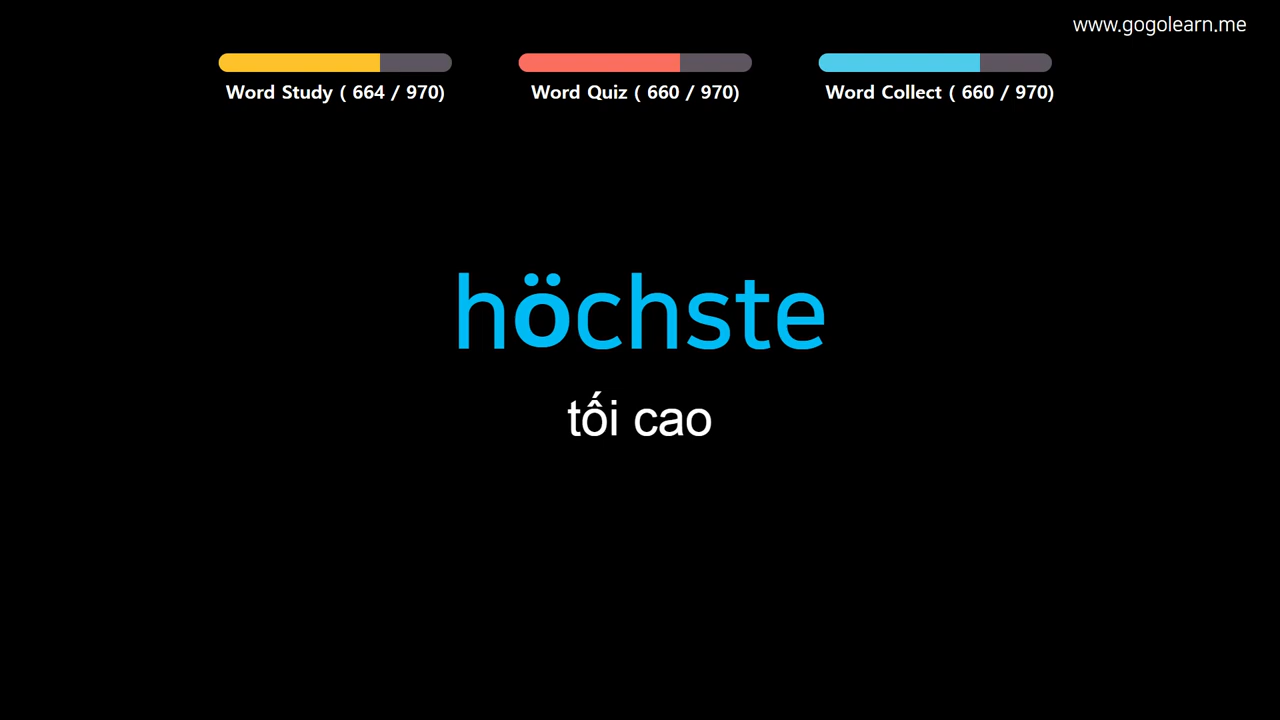 www.gogolearn.me
Word Study ( 664 / 970)
Word Quiz ( 660 / 970)
Word Collect ( 660 / 970)
höchste
tối cao